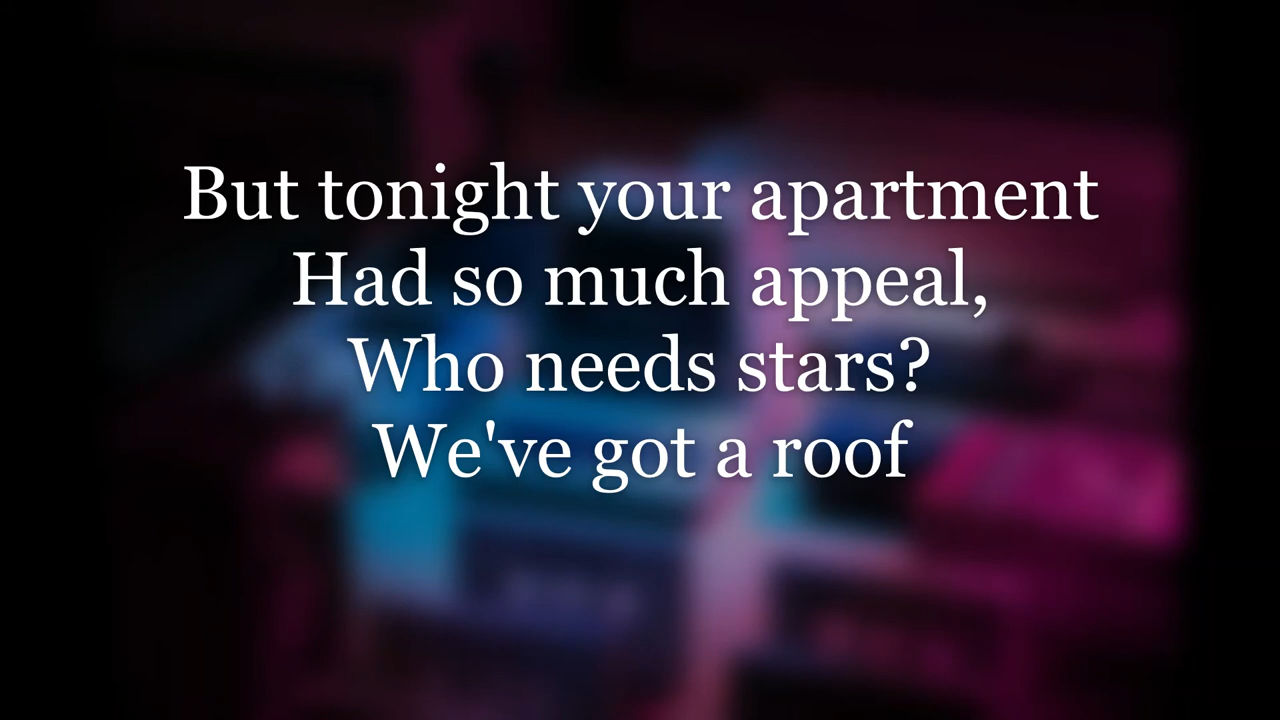 But tonight your apartment
Had so much appeal,
Who needs stars?
We've got a roof